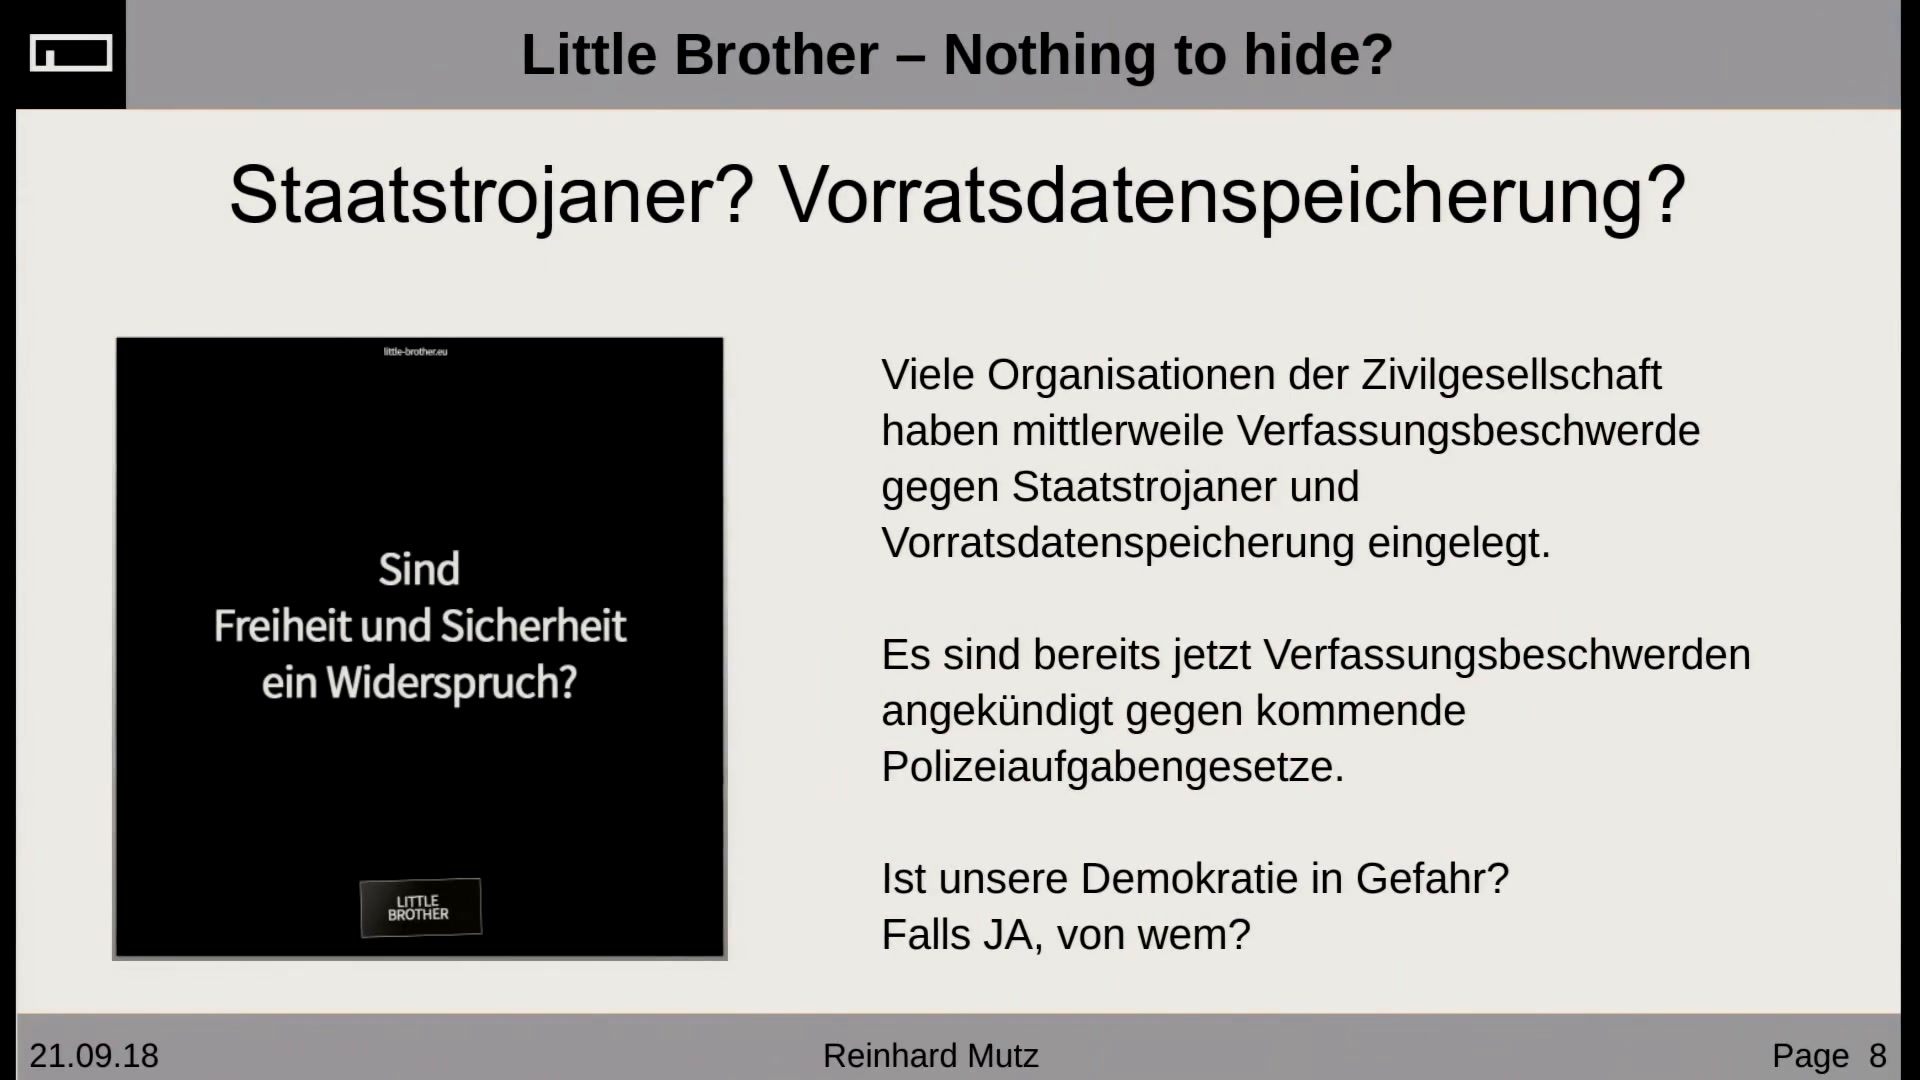 Little Brother – Nothing to hide?
Staatstrojaner? Vorratsdatenspeicherung?
little-brother.eu
Sind
Freiheit und Sicherheit
ein Widerspruch?
LITTLE
BROTHER
Viele Organisationen der Zivilgesellschaft
haben mittlerweile Verfassungsbeschwerde
gegen Staatstrojaner und
Vorratsdatenspeicherung eingelegt.
Es sind bereits jetzt Verfassungsbeschwerden
angekündigt gegen kommende
Polizeiaufgabengesetze.
Ist unsere Demokratie in Gefahr?
Falls JA, von wem?
21.09.18
Reinhard Mutz
Page 8